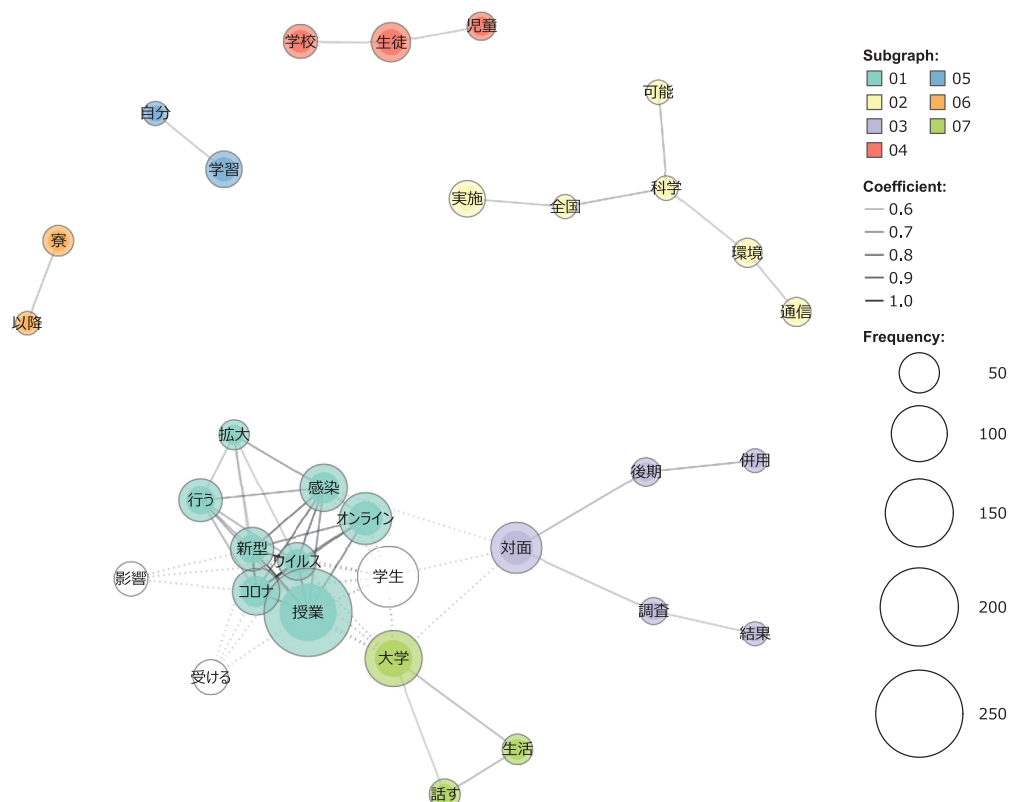 学校
生徒
児童
自分
学習
寮
以降
可能
実施
全国
科学
環境
通信
拡大
行う
感染
オンライン
新型
ウイルス
コロナ
授業
学生
影響
受ける
大学
対面
後期
併用
調査
結果
生活
話す
Subgraph:
01 05
02 06
03 07
04
Coefficient:
0.6
0.7
0.8
0.9
1.0
Frequency:
50
100
150
200
250